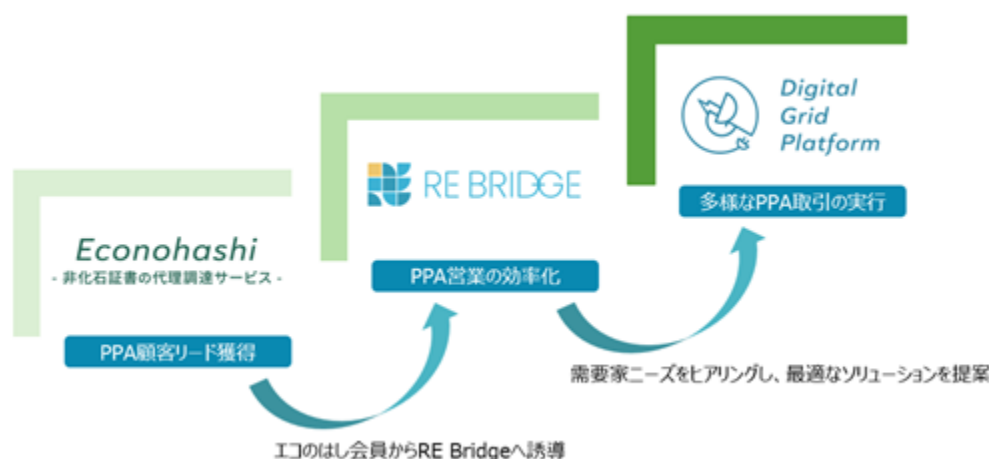 Econohashi
- 非化石証書の代理調達サービス -
PPA顧客リード獲得
エコのはし会員からRE Bridgeへ誘導
RE BRIDGE
PPA営業の効率化
需要家ニーズをヒアリングし、最適なソリューションを提案
Digital
Grid
Platform
多様なPPA取引の実行